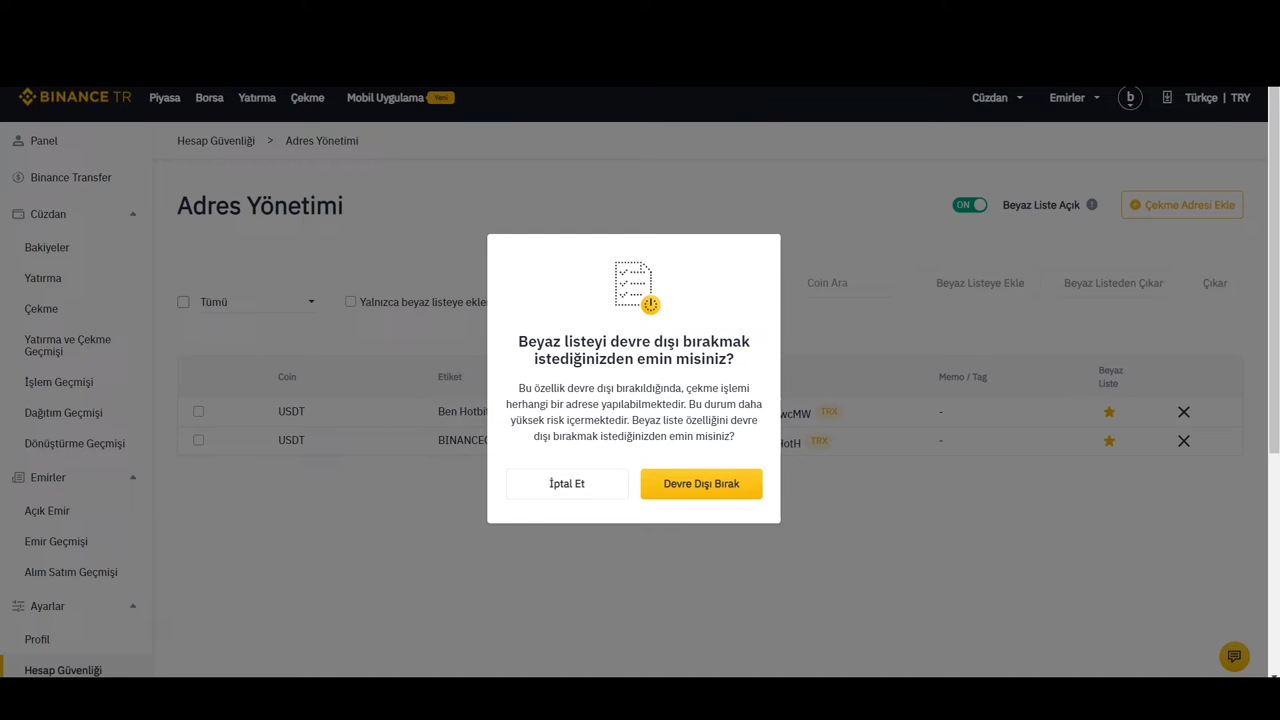 BINANCE TR Piyasa Borsa Yatırma Çekme Mobil Uygulama Yeni Cüzdan Emirler b Türkçe | TRY
Panel
Binance Transfer
Cüzdan
Bakiyeler
Yatırma
Çekme
Yatırma ve Çekme
Geçmişi
İşlem Geçmişi
Dağıtım Geçmişi
Dönüştürme Geçmişi
Emirler
Açık Emir
Emir Geçmişi
Alım Satım Geçmişi
Ayarlar
Profil
Hesap Güvenliği
Hesap Güvenliği > Adres Yönetimi
Adres Yönetimi
ON Beyaz Liste Açık Çekme Adresi Ekle
Tümü Yalnızca beyaz listeye ekle Coin Ara Beyaz Listeye Ekle Beyaz Listeden Çıkar Çıkar
Coin Etiket Memo / Tag Beyaz
Liste
USDT Ben Hotbi wcMW TRX -
USDT BINANCE HotH TRX -
Beyaz listeyi devre dışı bırakmak
istediğinizden emin misiniz?
Bu özellik devre dışı bırakıldığında, çekme işlemi
herhangi bir adrese yapılabilmektedir. Bu durum daha
yüksek risk içermektedir. Beyaz liste özelliğini devre
dışı bırakmak istediğinizden emin misiniz?
İptal Et Devre Dışı Bırak